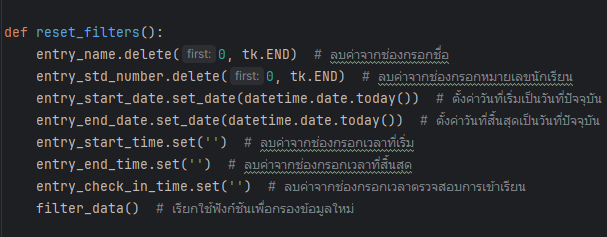 def reset_filters():
entry_name.delete(first: 0, tk.END)  # ลบค่าจากช่องกรอกชื่อ
entry_std_number.delete(first: 0, tk.END)  # ลบค่าจากช่องกรอกหมายเลขนักเรียน
entry_start_date.set_date(datetime.date.today())  # ตั้งค่าวันที่เริ่มเป็นวันที่ปัจจุบัน
entry_end_date.set_date(datetime.date.today())  # ตั้งค่าวันที่สิ้นสุดเป็นวันที่ปัจจุบัน
entry_start_time.set('')  # ลบค่าจากช่องกรอกเวลาที่เริ่ม
entry_end_time.set('')  # ลบค่าจากช่องกรอกเวลาที่สิ้นสุด
entry_check_in_time.set('')  # ลบค่าจากช่องกรอกเวลาตรวจสอบการเข้าเรียน
filter_data()  # เรียกใช้ฟังก์ชันเพื่อกรองข้อมูลใหม่